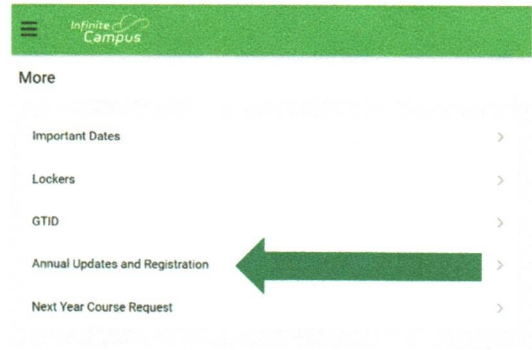 Infinite
Campus
More
Important Dates
Lockers
GTID
Annual Updates and Registration
Next Year Course Request